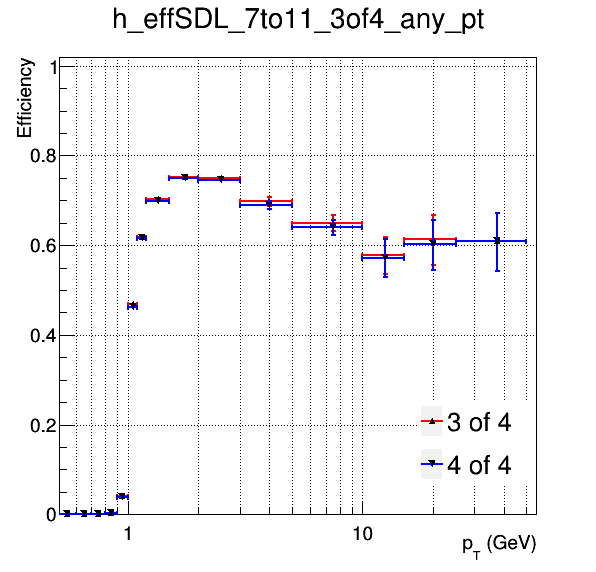 h_effSDL_7to11_3of4_any_pt
Efficiency
1
0.8
0.6
0.4
0.2
0
1
10
p_T (GeV)
3 of 4
4 of 4